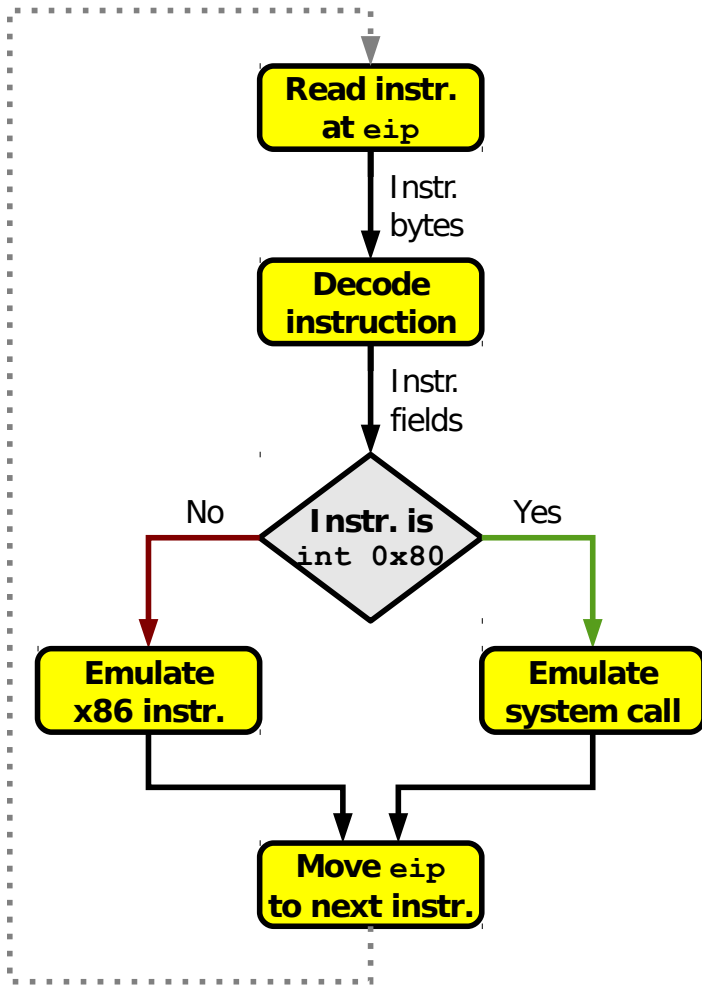 Read instr.
at eip
Instr.
bytes
Decode
instruction
Instr.
fields
No
Instr. is
int 0x80
Yes
Emulate
x86 instr.
Emulate
system call
Move eip
to next instr.